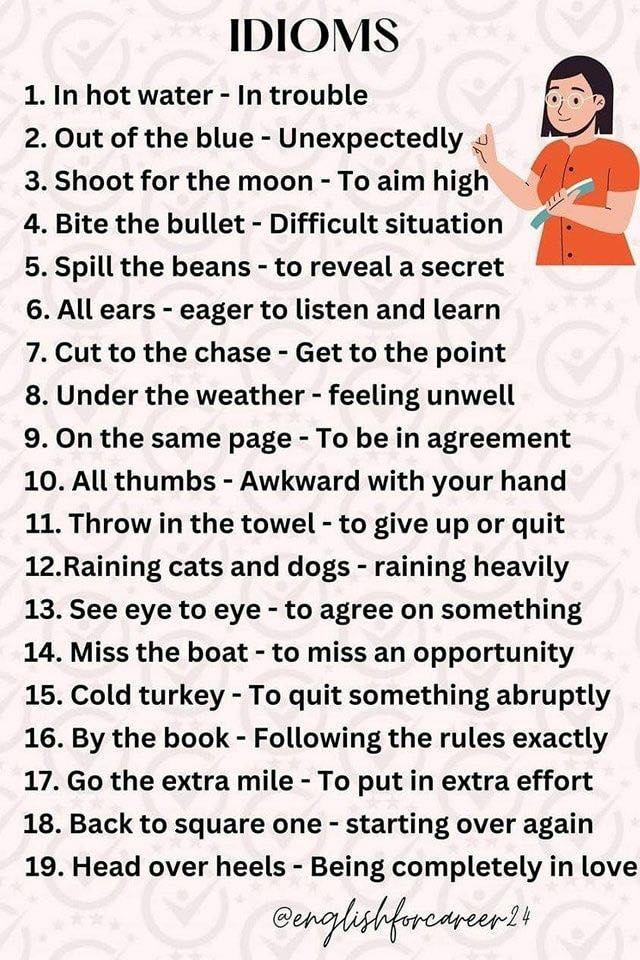 IDIOMS
1. In hot water - In trouble
2. Out of the blue - Unexpectedly
3. Shoot for the moon - To aim high
4. Bite the bullet - Difficult situation
5. Spill the beans - to reveal a secret
6. All ears - eager to listen and learn
7. Cut to the chase - Get to the point
8. Under the weather - feeling unwell
9. On the same page - To be in agreement
10. All thumbs - Awkward with your hand
11. Throw in the towel - to give up or quit
12.Raining cats and dogs - raining heavily
13. See eye to eye - to agree on something
14. Miss the boat - to miss an opportunity
15. Cold turkey - To quit something abruptly
16. By the book - Following the rules exactly
17. Go the extra mile - To put in extra effort
18. Back to square one - starting over again
19. Head over heels - Being completely in love
@englishforcareer24